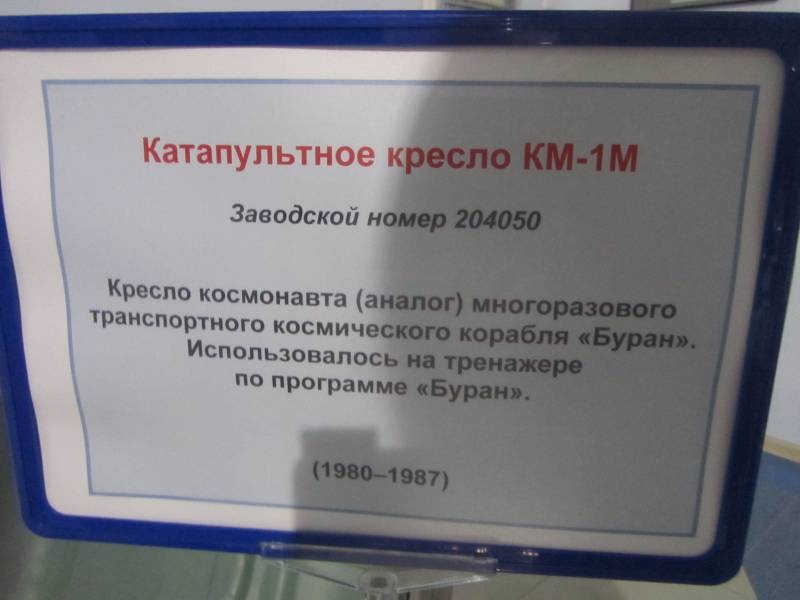 Катапультное кресло КМ-1М
Заводской номер 204050
Кресло космонавта (аналог) многоразового
транспортного космического корабля «Буран».
Использовалось на тренажере
по программе «Буран».
(1980–1987)